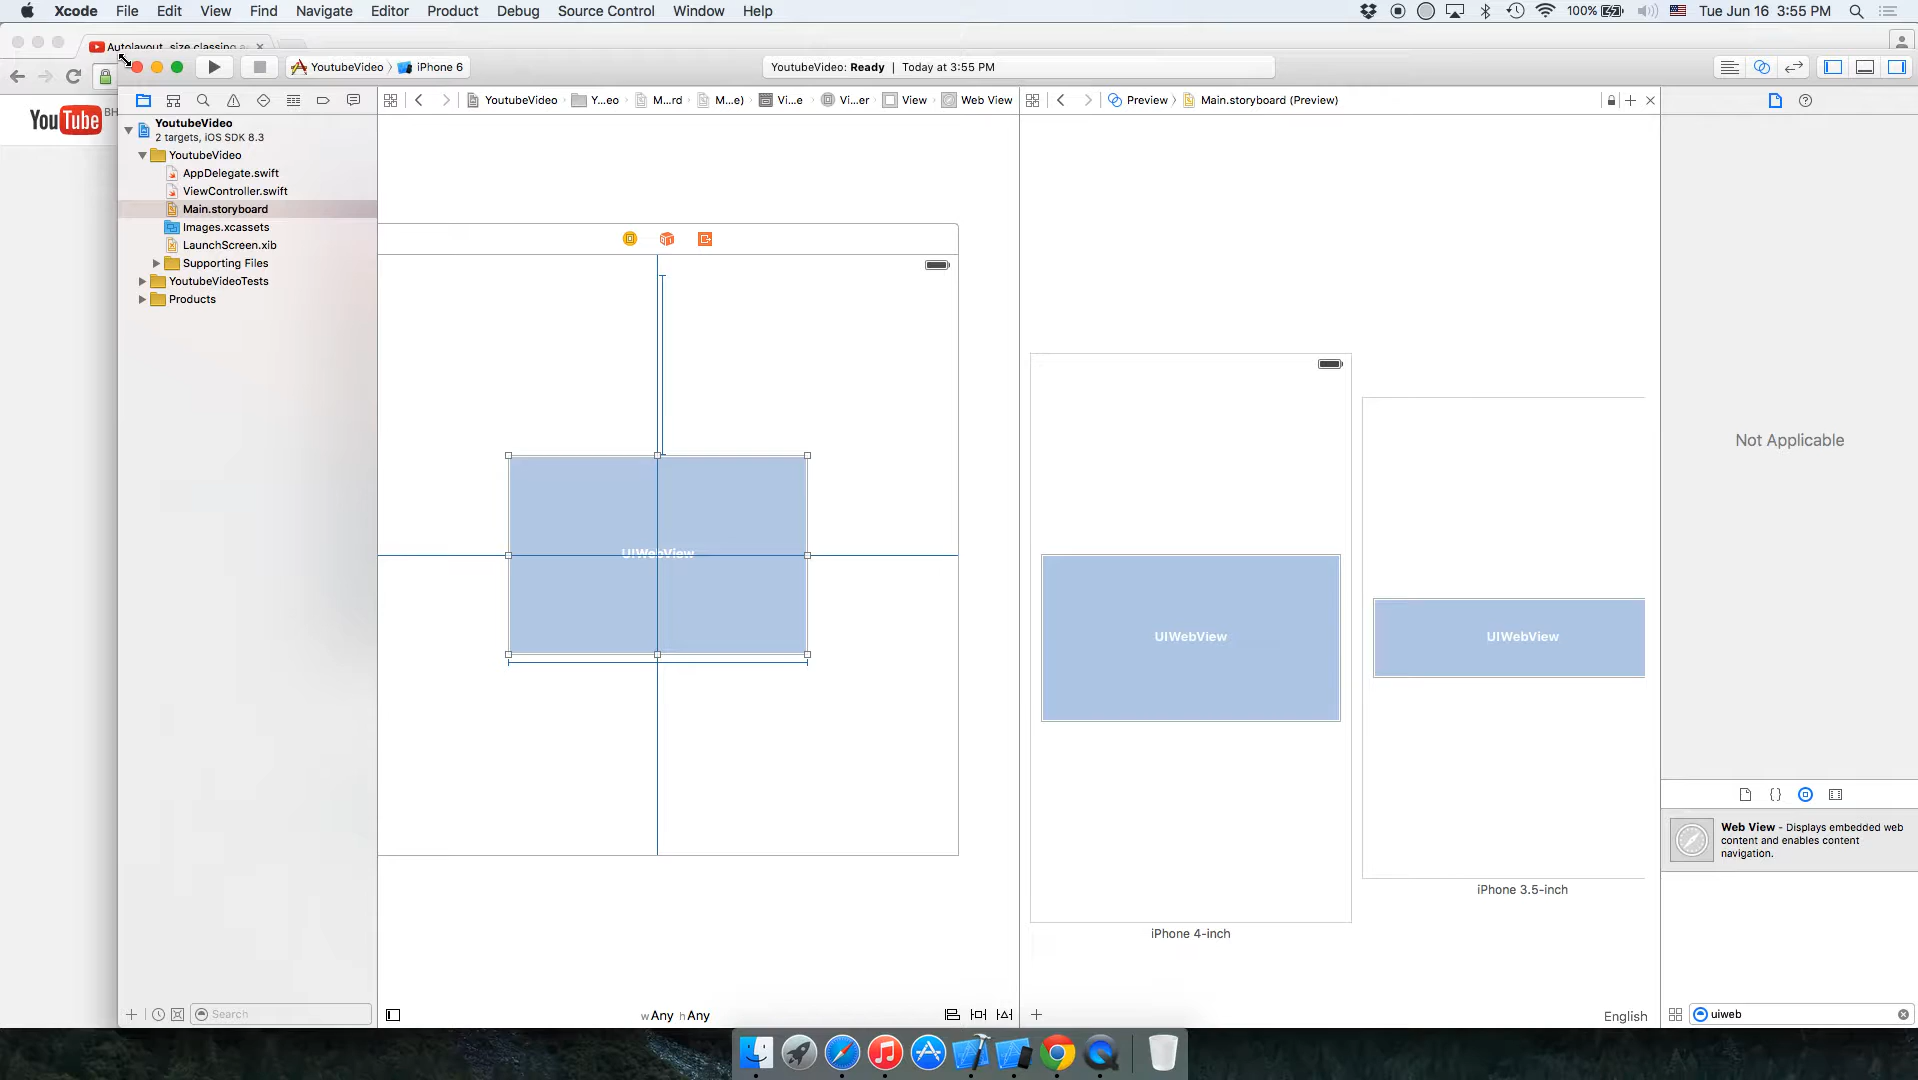 Xcode File Edit View Find Navigate Editor Product Debug Source Control Window Help 100% Tue Jun 16 3:55 PM
Autolayout, size classing a
YoutubeVideo iPhone 6 YoutubeVideo: Ready | Today at 3:55 PM
YouTube BH
YoutubeVideo Y...eo M...rd M...e) Vi...e Vi...er View Web View Preview Main.storyboard (Preview)
YoutubeVideo
2 targets, iOS SDK 8.3
YoutubeVideo
AppDelegate.swift
ViewController.swift
Main.storyboard
Images.xcassets
LaunchScreen.xib
Supporting Files
YoutubeVideoTests
Products
UIWebView
UIWebView
UIWebView
iPhone 4-inch
iPhone 3.5-inch
Not Applicable
Web View - Displays embedded web
content and enables content
navigation.
Search
wAny hAny
English
uiweb